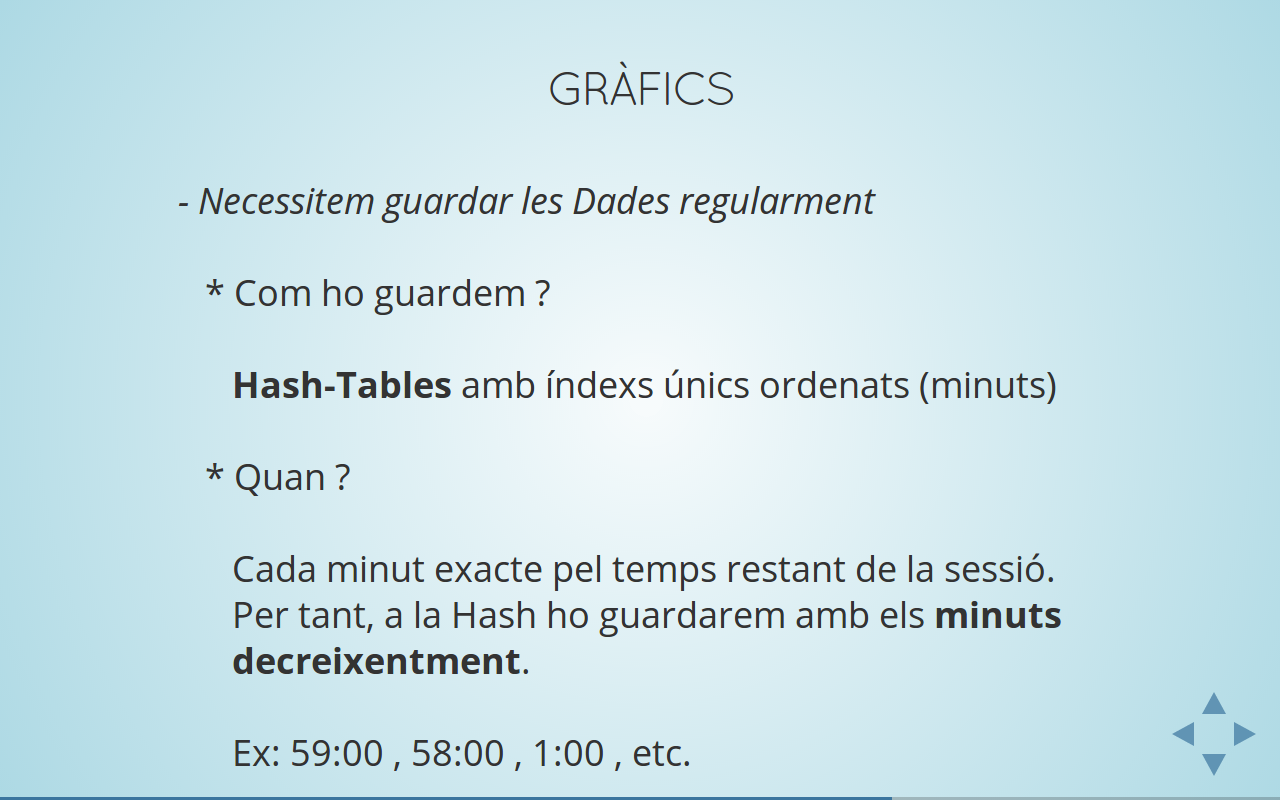 GRÀFICS
- Necessitem guardar les Dades regularment
* Com ho guardem ?
Hash-Tables amb índexs únics ordenats (minuts)
* Quan ?
Cada minut exacte pel temps restant de la sessió.
Per tant, a la Hash ho guardarem amb els minuts
decreixentment.
Ex: 59:00 , 58:00 , 1:00 , etc.